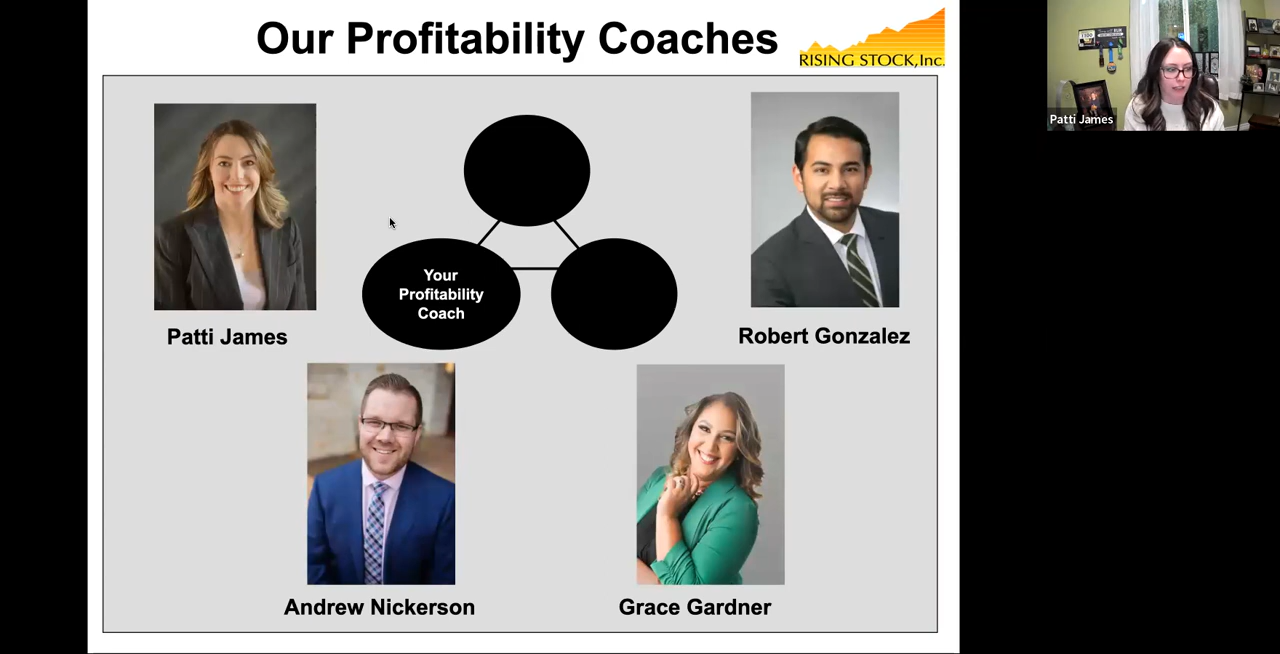 Our Profitability Coaches
RISING STOCK, Inc.
Patti James
Your
Profitability
Coach
Patti James
Robert Gonzalez
Andrew Nickerson
Grace Gardner